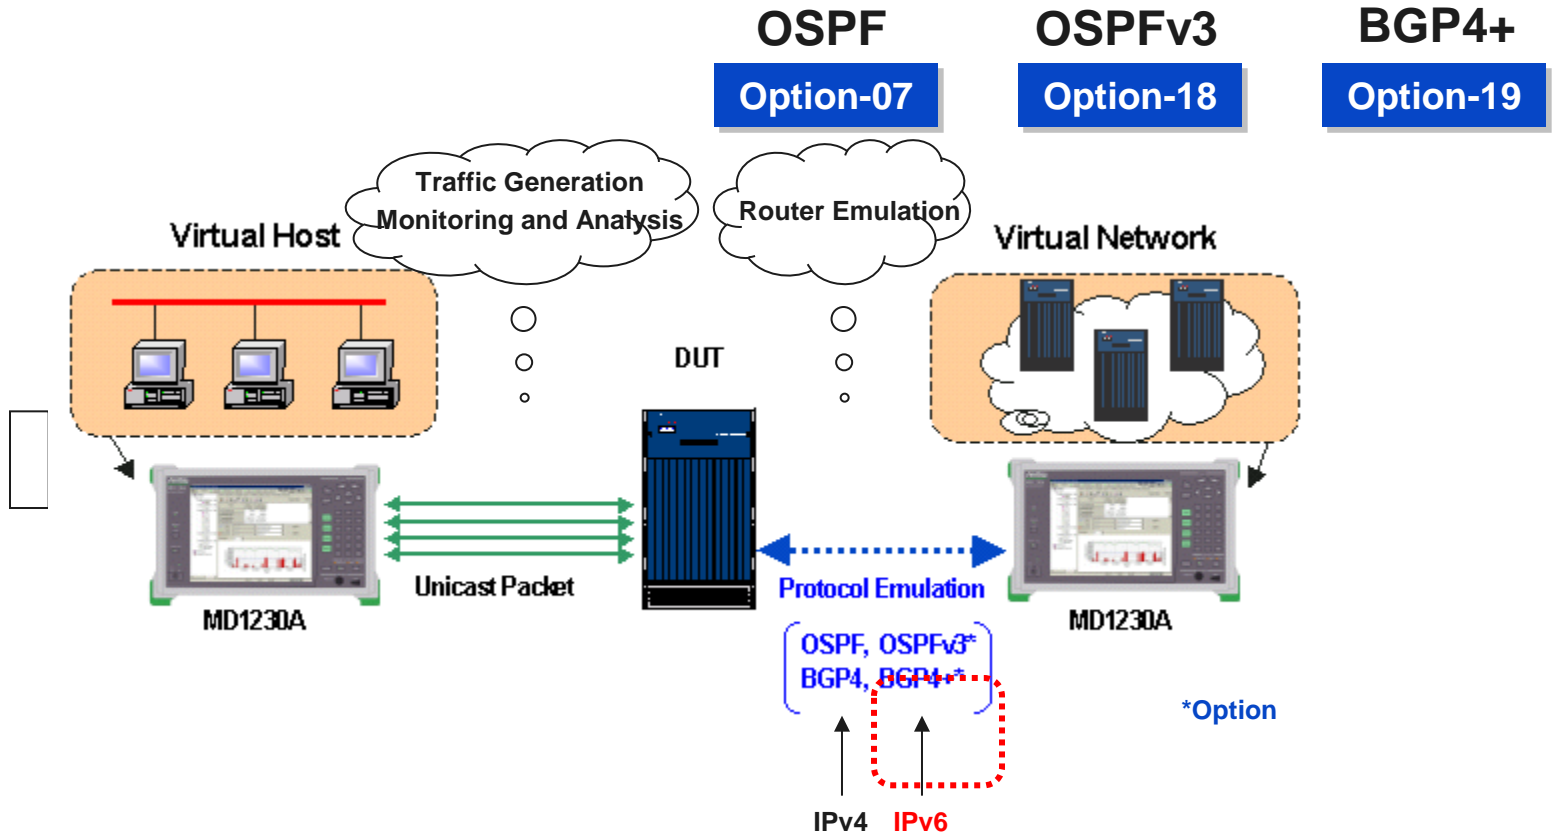 OSPF OSPFv3 BGP4+
Option-07 Option-18 Option-19
Traffic Generation
Monitoring and Analysis
Router Emulation
Virtual Host
Virtual Network
DUT
Unicast Packet
Protocol Emulation
MD1230A
MD1230A
OSPF, OSPFv3*
BGP4, BGP4+*
*Option
IPv4 IPv6